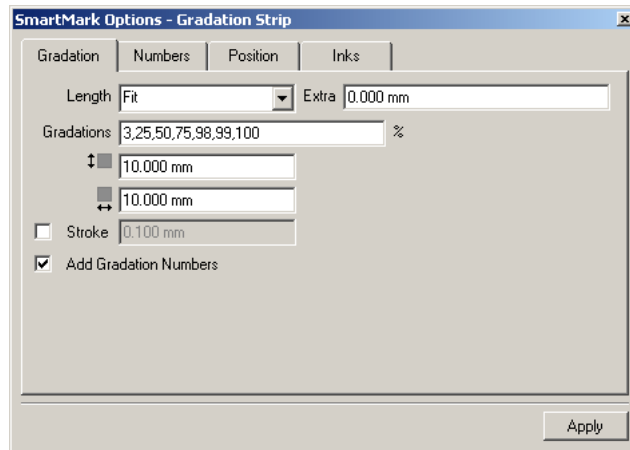 SmartMark Options - Gradation Strip
Gradation Numbers Position Inks
Length Fit Extra 0.000 mm
Gradations 3,25,50,75,98,99,100 %
10.000 mm
10.000 mm
Stroke 0.100 mm
Add Gradation Numbers
Apply